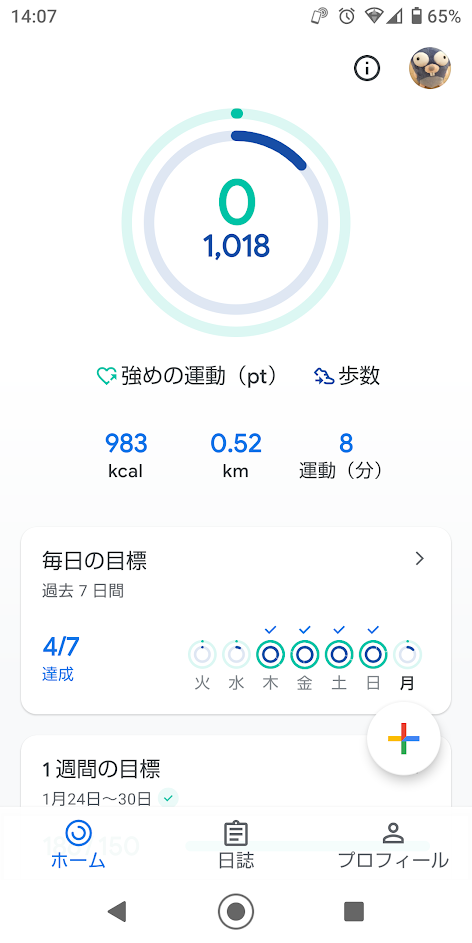 14:07 65%
0
1,018
強めの運動（pt） 歩数
983 0.52 8
kcal km 運動（分）
毎日の目標
過去 7 日間
4/7
達成
火 水 木 金 土 日 月
1 週間の目標
1月24日～30日
ホーム 日誌 プロフィール